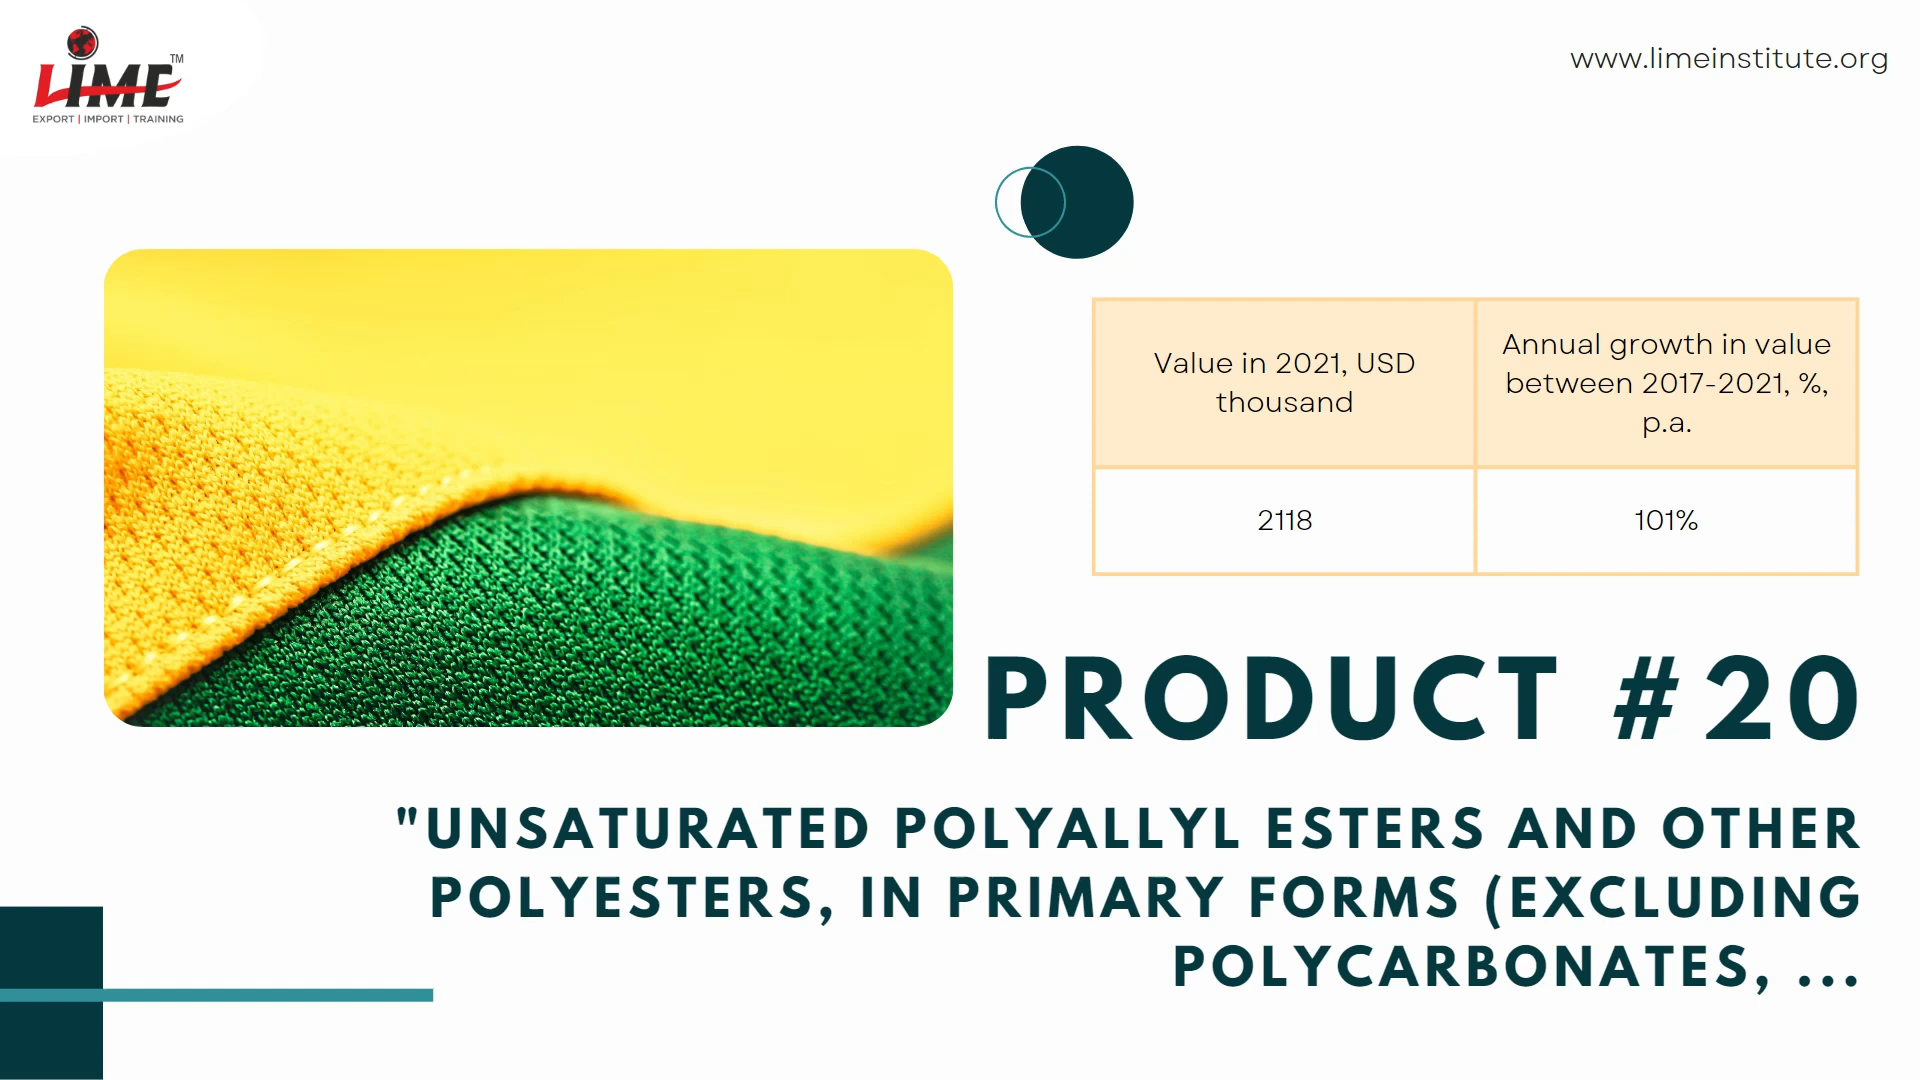 LIME TM
EXPORT | IMPORT | TRAINING
www.limeinstitute.org
Value in 2021, USD
thousand
Annual growth in value
between 2017-2021, %,
p.a.
2118
101%
PRODUCT #20
"UNSATURATED POLYALLYL ESTERS AND OTHER
POLYESTERS, IN PRIMARY FORMS (EXCLUDING
POLYCARBONATES, ...